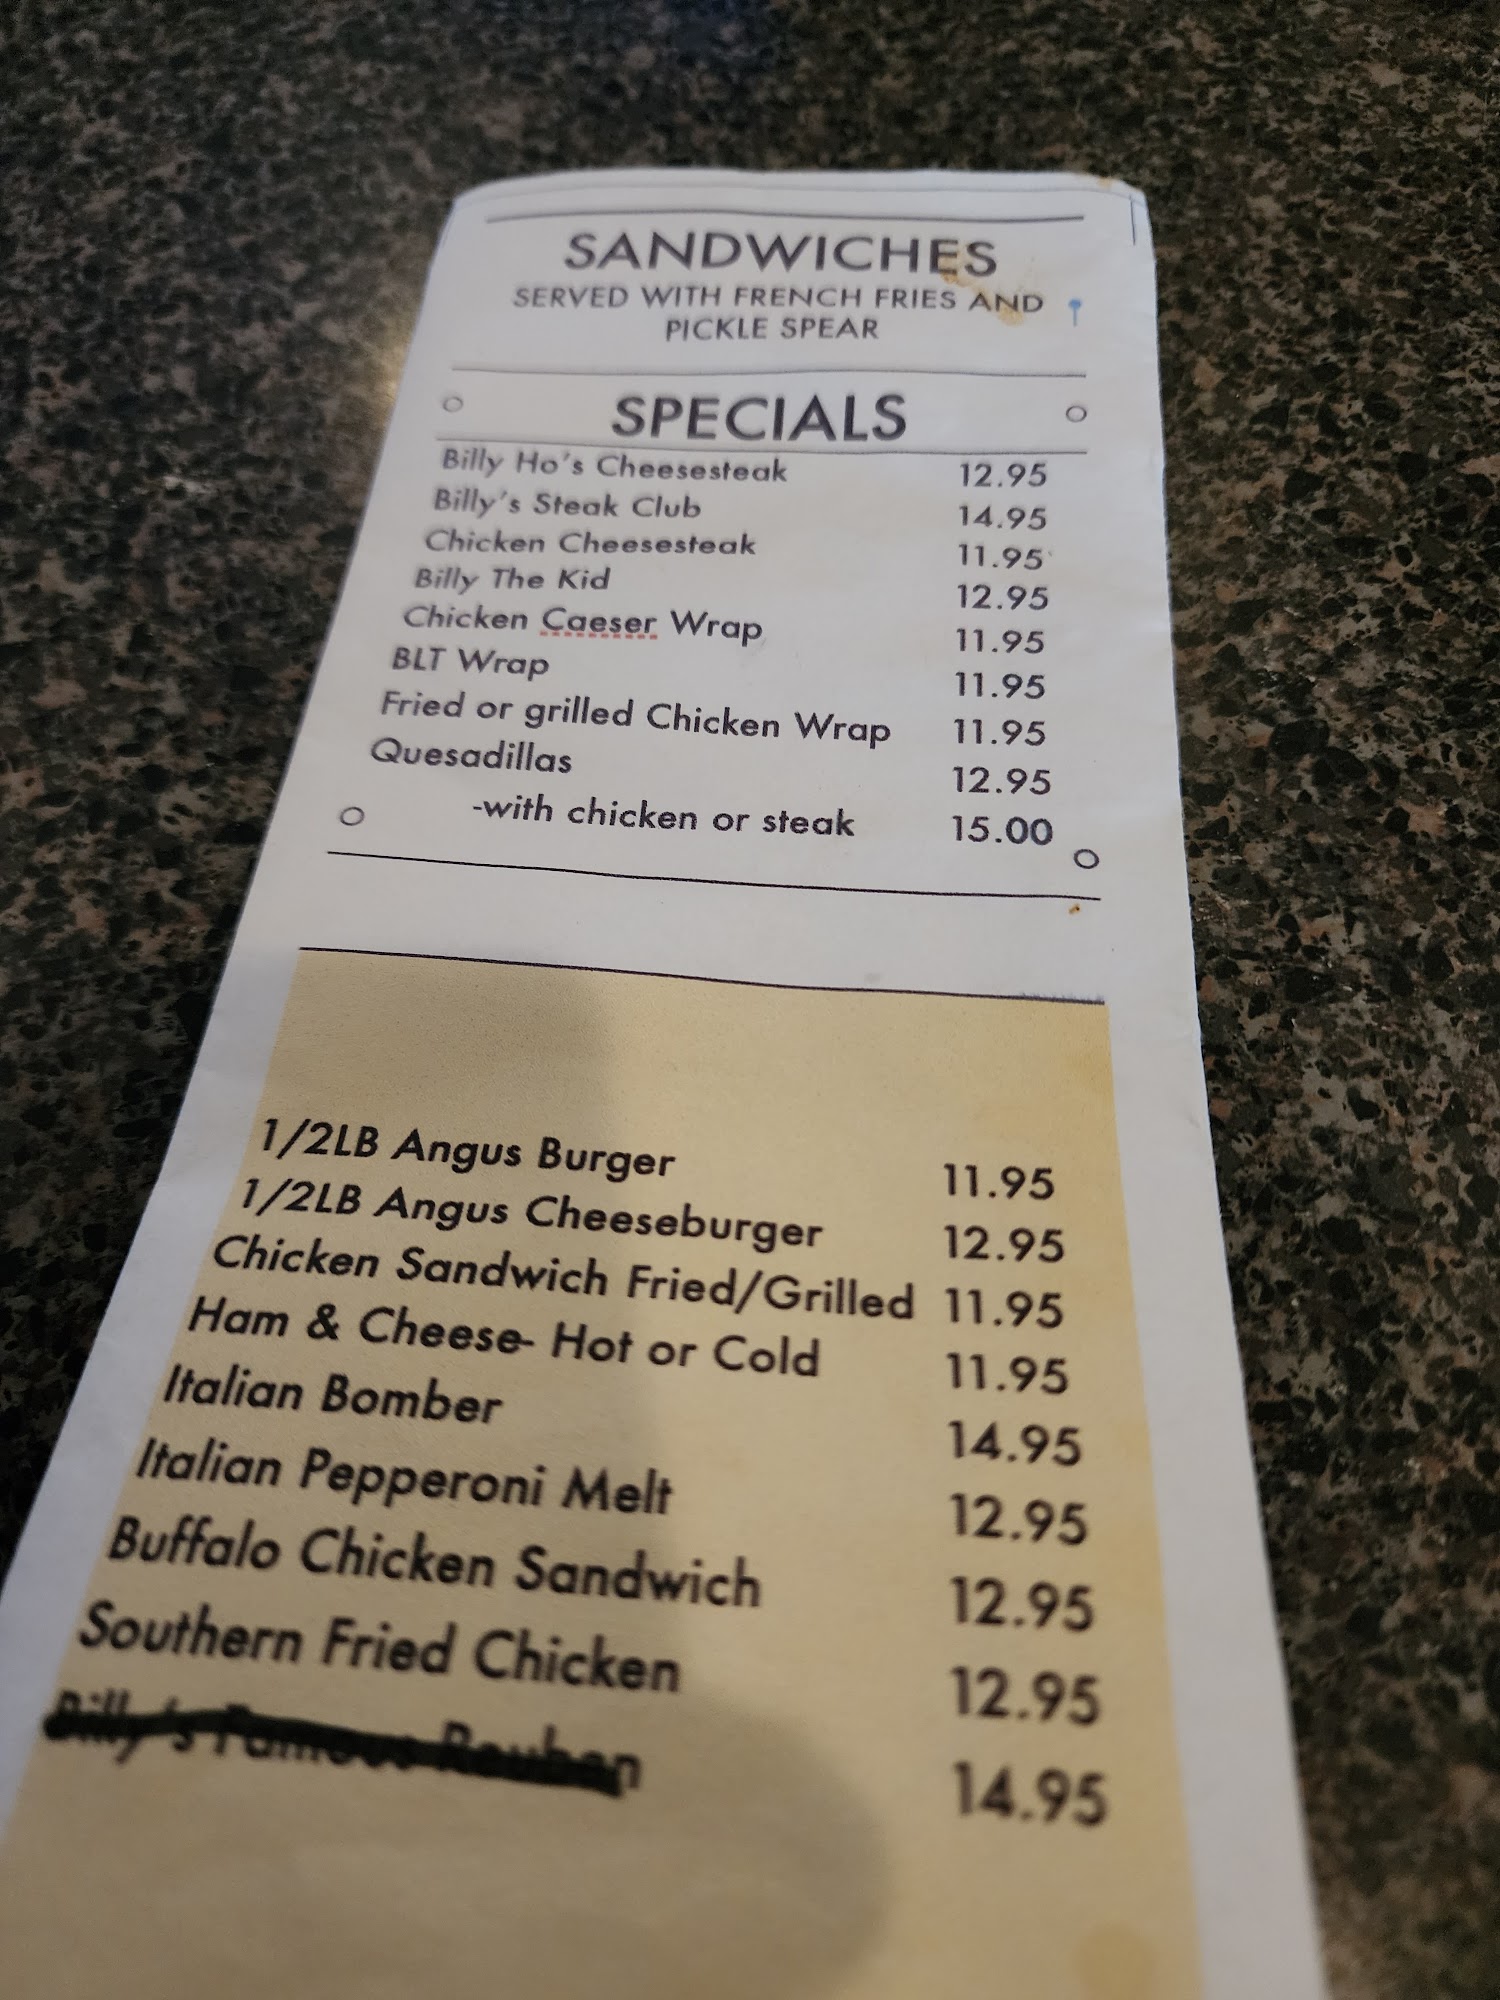 SANDWICHES
SERVED WITH FRENCH FRIES AND
PICKLE SPEAR
SPECIALS
Billy Ho's Cheesesteak 12.95
Billy's Steak Club 14.95
Chicken Cheesesteak 11.95
Billy The Kid 12.95
Chicken Caeser Wrap 11.95
BLT Wrap 11.95
Fried or grilled Chicken Wrap 11.95
Quesadillas 12.95
-with chicken or steak 15.00
1/2LB Angus Burger 11.95
1/2LB Angus Cheeseburger 12.95
Chicken Sandwich Fried/Grilled 11.95
Ham & Cheese- Hot or Cold 11.95
Italian Bomber 14.95
Italian Pepperoni Melt 12.95
Buffalo Chicken Sandwich 12.95
Southern Fried Chicken 12.95
Billy's Famous Reuben 14.95